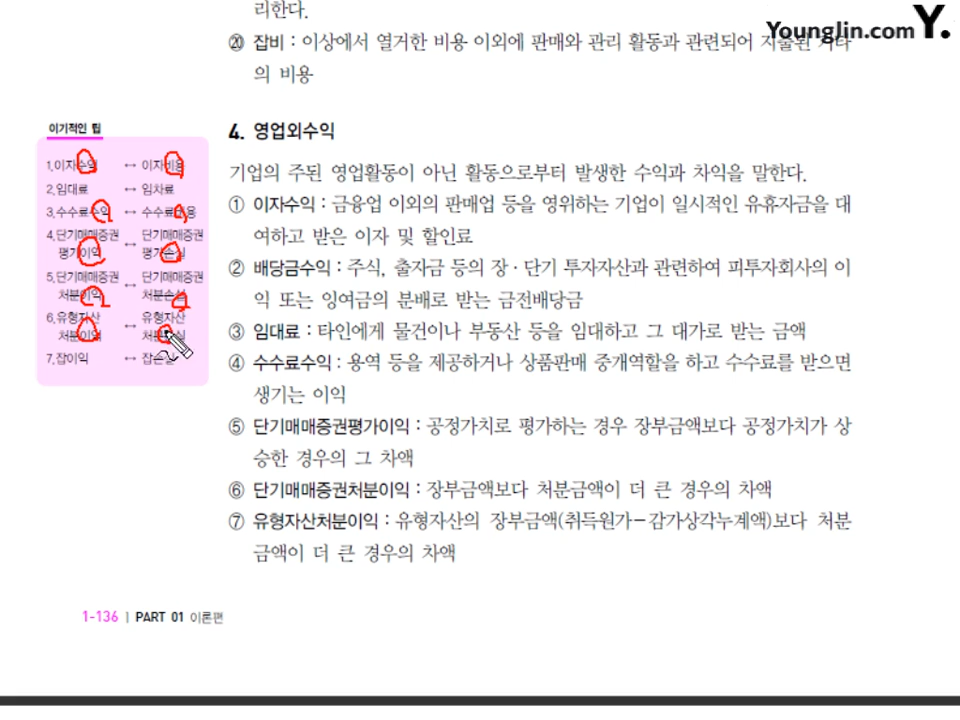 리한다.
Younglin.com Y.
⑳ 잡비 : 이상에서 열거한 비용 이외에 판매와 관리 활동과 관련되어 지출된 기타
의 비용
이기적인 팁
1.이자수익 ↔ 이자비용
2.임대료 ↔ 임차료
3.수수료수익 ↔ 수수료비용
4.단기매매증권 평가이익 ↔ 단기매매증권 평가손실
5.단기매매증권 처분이익 ↔ 단기매매증권 처분손실
6.유형자산 처분이익 ↔ 유형자산 처분손실
7.잡이익 ↔ 잡손실
4. 영업외수익
기업의 주된 영업활동이 아닌 활동으로부터 발생한 수익과 차익을 말한다.
① 이자수익 : 금융업 이외의 판매업 등을 영위하는 기업이 일시적인 유휴자금을 대
여하고 받은 이자 및 할인료
② 배당금수익 : 주식, 출자금 등의 장·단기 투자자산과 관련하여 피투자회사의 이
익 또는 잉여금의 분배로 받는 금전배당금
③ 임대료 : 타인에게 물건이나 부동산 등을 임대하고 그 대가로 받는 금액
④ 수수료수익 : 용역 등을 제공하거나 상품판매 중개역할을 하고 수수료를 받으면
생기는 이익
⑤ 단기매매증권평가이익 : 공정가치로 평가하는 경우 장부금액보다 공정가치가 상
승한 경우의 그 차액
⑥ 단기매매증권처분이익 : 장부금액보다 처분금액이 더 큰 경우의 차액
⑦ 유형자산처분이익 : 유형자산의 장부금액(취득원가-감가상각누계액)보다 처분
금액이 더 큰 경우의 차액
1-136 | PART 01 이론편